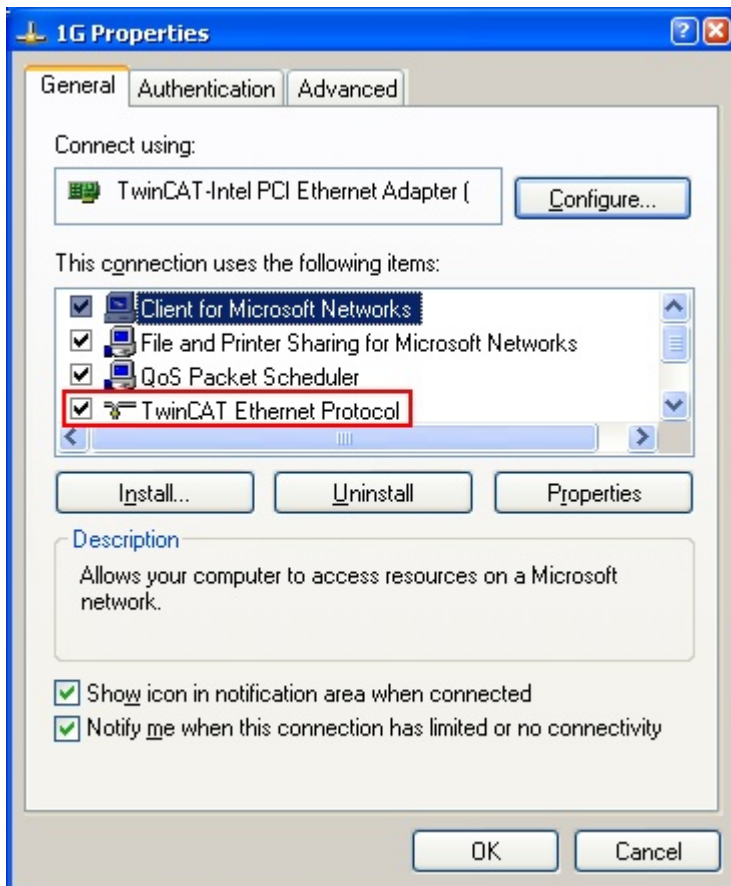 1G Properties
General
Authentication
Advanced
Connect using:
TwinCAT-Intel PCI Ethernet Adapter (
Configure...
This connection uses the following items:
Client for Microsoft Networks
File and Printer Sharing for Microsoft Networks
QoS Packet Scheduler
TwinCAT Ethernet Protocol
Install...
Uninstall
Properties
Description
Allows your computer to access resources on a Microsoft
network.
Show icon in notification area when connected
Notify me when this connection has limited or no connectivity
OK
Cancel